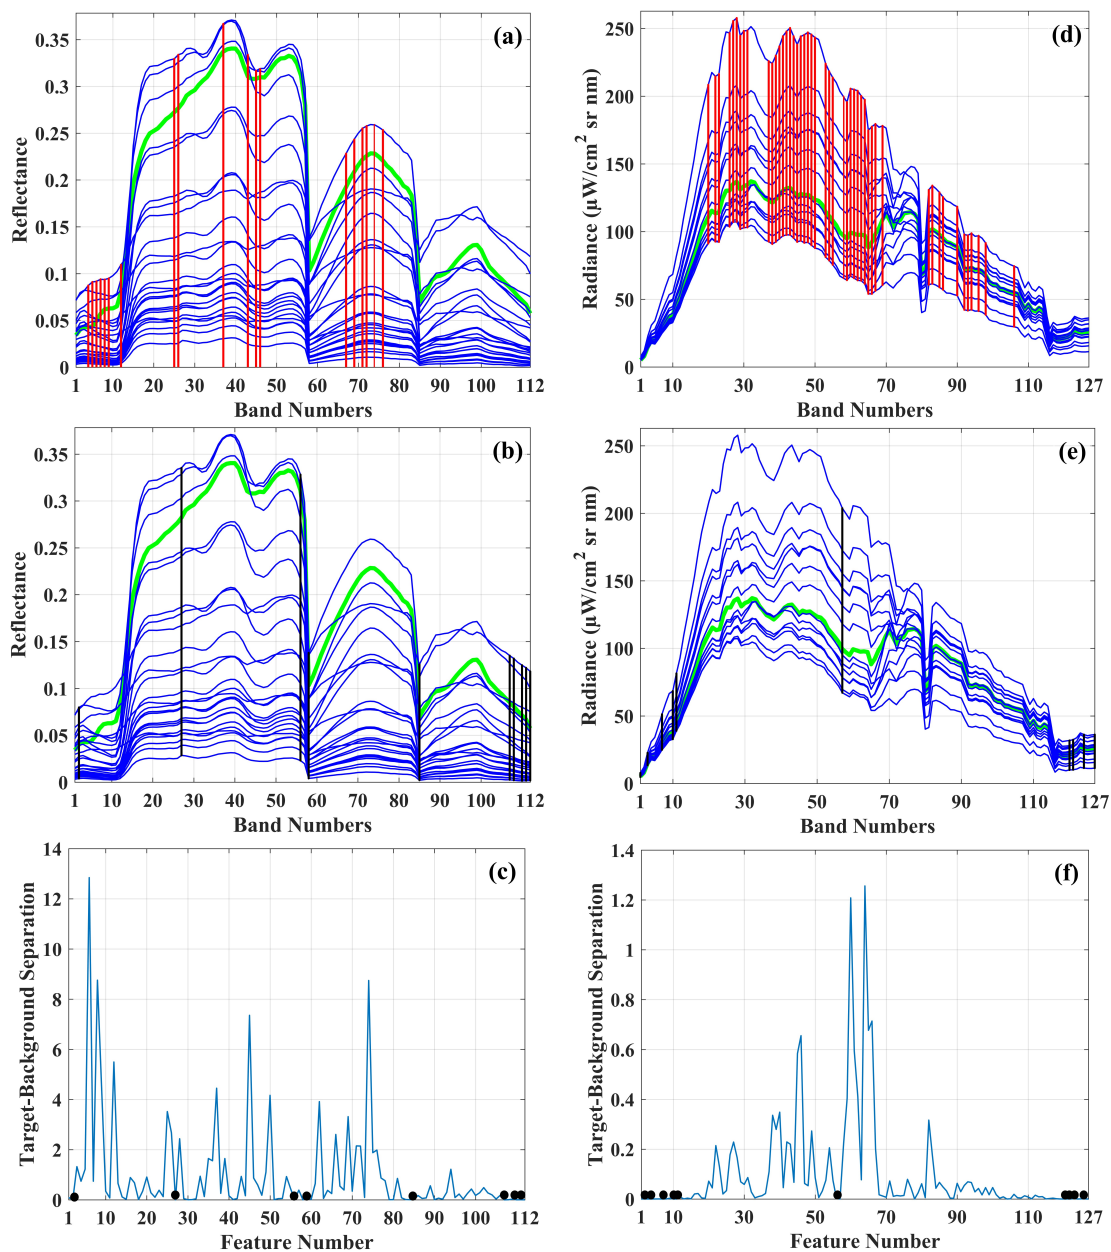 (a)
Reflectance
0.35
0.3
0.25
0.2
0.15
0.1
0.05
0
1 10 20 30 40 50 60 70 80 90 100 112
Band Numbers
(d)
Radiance (µW/cm² sr nm)
250
200
150
100
50
0
1 10 30 50 70 90 110 127
Band Numbers
(b)
Reflectance
0.35
0.3
0.25
0.2
0.15
0.1
0.05
0
1 10 20 30 40 50 60 70 80 90 100 112
Band Numbers
(e)
Radiance (µW/cm² sr nm)
250
200
150
100
50
0
1 10 30 50 70 90 110 127
Band Numbers
(c)
Target-Background Separation
14
12
10
8
6
4
2
0
1 10 20 30 40 50 60 70 80 90 100 112
Feature Number
(f)
Target-Background Separation
1.4
1.2
1
0.8
0.6
0.4
0.2
0
1 10 30 50 70 90 110 127
Feature Number